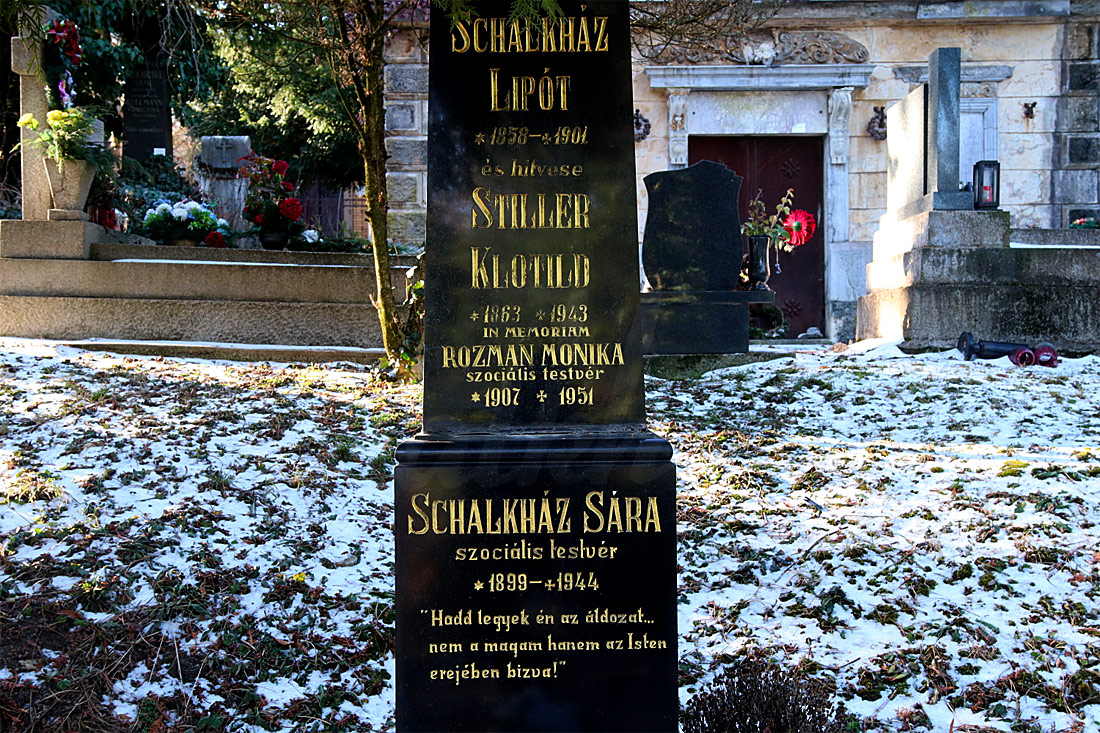 SCHALKHÁZ
LIPÓT
*1858-✝1901
és hitvese
STILLER
KLOTILD
*1863 ✝1943
IN MEMORIAM
ROZMAN MONIKA
szociális testvér
*1907 ✝ 1951
SCHALKHÁZ SÁRA
szociális testvér
*1899-✝1944
"Hadd legyek én az áldozat...
nem a magam hanem az Isten
erejében bizva!"